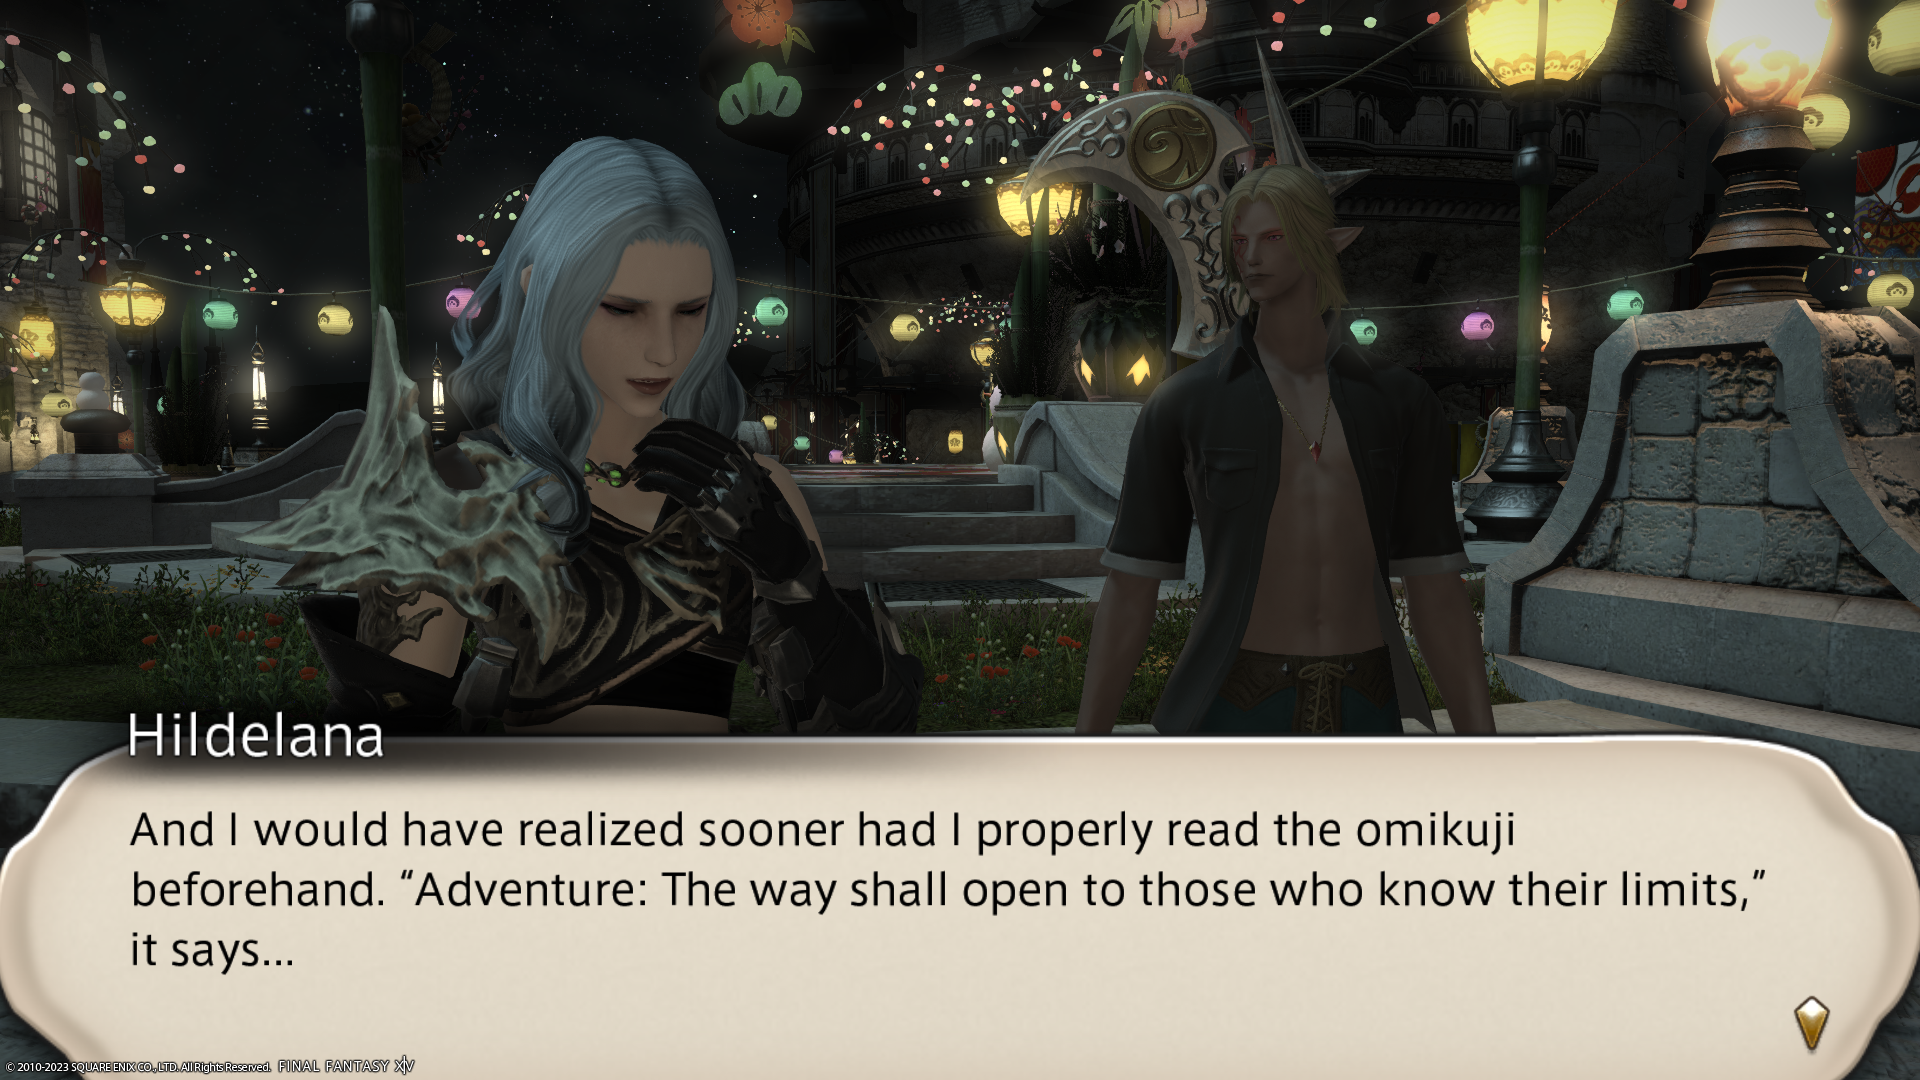 Hildelana
And I would have realized sooner had I properly read the omikuji
beforehand. “Adventure: The way shall open to those who know their limits,”
it says...
© 2010-2023 SQUARE ENIX CO., LTD. All Rights Reserved. FINAL FANTASY XIV